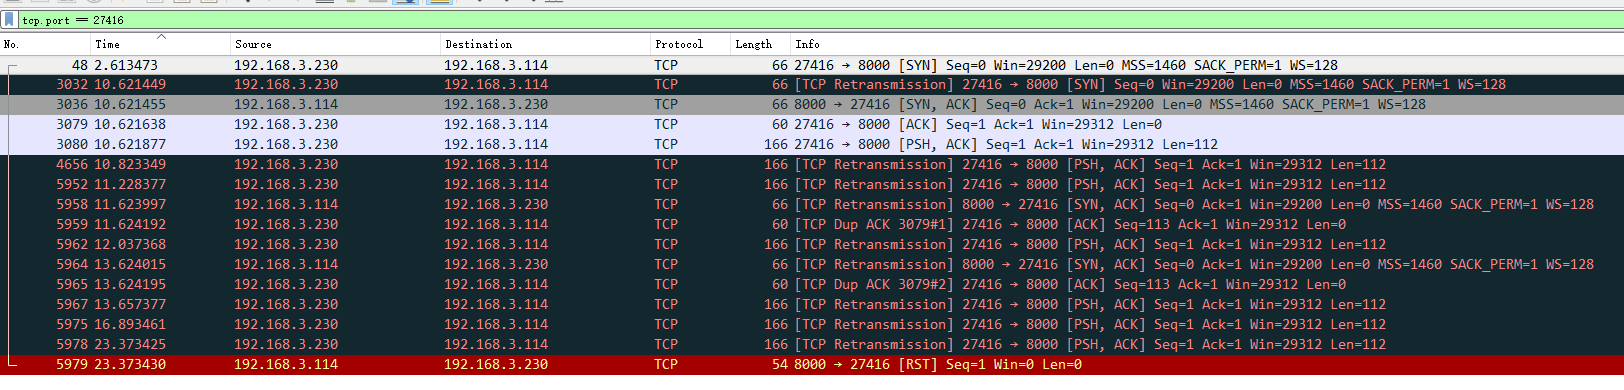 tcp.port == 27416
No. Time Source Destination Protocol Length Info
48 2.613473 192.168.3.230 192.168.3.114 TCP 66 27416 → 8000 [SYN] Seq=0 Win=29200 Len=0 MSS=1460 SACK_PERM=1 WS=128
3032 10.621449 192.168.3.230 192.168.3.114 TCP 66 [TCP Retransmission] 27416 → 8000 [SYN] Seq=0 Win=29200 Len=0 MSS=1460 SACK_PERM=1 WS=128
3036 10.621455 192.168.3.114 192.168.3.230 TCP 66 8000 → 27416 [SYN, ACK] Seq=0 Ack=1 Win=29200 Len=0 MSS=1460 SACK_PERM=1 WS=128
3079 10.621638 192.168.3.230 192.168.3.114 TCP 60 27416 → 8000 [ACK] Seq=1 Ack=1 Win=29312 Len=0
3080 10.621877 192.168.3.230 192.168.3.114 TCP 166 27416 → 8000 [PSH, ACK] Seq=1 Ack=1 Win=29312 Len=112
4656 10.823349 192.168.3.230 192.168.3.114 TCP 166 [TCP Retransmission] 27416 → 8000 [PSH, ACK] Seq=1 Ack=1 Win=29312 Len=112
5952 11.228377 192.168.3.230 192.168.3.114 TCP 166 [TCP Retransmission] 27416 → 8000 [PSH, ACK] Seq=1 Ack=1 Win=29312 Len=112
5958 11.623997 192.168.3.114 192.168.3.230 TCP 66 [TCP Retransmission] 8000 → 27416 [SYN, ACK] Seq=0 Ack=1 Win=29200 Len=0 MSS=1460 SACK_PERM=1 WS=128
5959 11.624192 192.168.3.230 192.168.3.114 TCP 60 [TCP Dup ACK 3079#1] 27416 → 8000 [ACK] Seq=113 Ack=1 Win=29312 Len=0
5962 12.037368 192.168.3.230 192.168.3.114 TCP 166 [TCP Retransmission] 27416 → 8000 [PSH, ACK] Seq=1 Ack=1 Win=29312 Len=112
5964 13.624015 192.168.3.114 192.168.3.230 TCP 66 [TCP Retransmission] 8000 → 27416 [SYN, ACK] Seq=0 Ack=1 Win=29200 Len=0 MSS=1460 SACK_PERM=1 WS=128
5965 13.624195 192.168.3.230 192.168.3.114 TCP 60 [TCP Dup ACK 3079#2] 27416 → 8000 [ACK] Seq=113 Ack=1 Win=29312 Len=0
5967 13.657377 192.168.3.230 192.168.3.114 TCP 166 [TCP Retransmission] 27416 → 8000 [PSH, ACK] Seq=1 Ack=1 Win=29312 Len=112
5975 16.893461 192.168.3.230 192.168.3.114 TCP 166 [TCP Retransmission] 27416 → 8000 [PSH, ACK] Seq=1 Ack=1 Win=29312 Len=112
5978 23.373425 192.168.3.230 192.168.3.114 TCP 166 [TCP Retransmission] 27416 → 8000 [PSH, ACK] Seq=1 Ack=1 Win=29312 Len=112
5979 23.373430 192.168.3.114 192.168.3.230 TCP 54 8000 → 27416 [RST] Seq=1 Win=0 Len=0